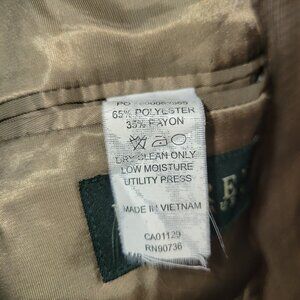 65% POLYESTER
35% RAYON
DRY CLEAN ONLY
LOW MOISTURE
UTILITY PRESS
MADE IN VIETNAM
CA01129
RN90736